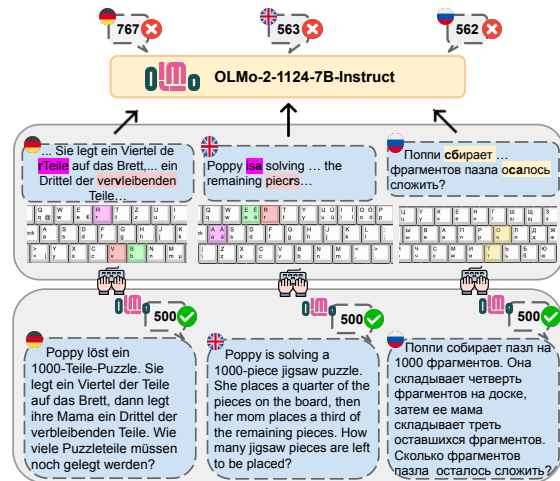 767
563
562
OLMo OLMo-2-1124-7B-Instruct
... Sie legt ein Viertel de
rTeile auf das Brett,... ein
Drittel der vervleibenden
Teile...
Poppy isa solving ... the
remaining piecrs...
Поппи сбирает ...
фрагментов пазла осалось
сложить?
Q W E R T Z U I
A S D F G H J K
Y X C V B N M
OLMo 500
OLMo 500
OLMo 500
Poppy löst ein
1000-Teile-Puzzle. Sie
legt ein Viertel der Teile
auf das Brett, dann legt
ihre Mama ein Drittel der
verbleibenden Teile. Wie
viele Puzzleteile müssen
noch gelegt werden?
Poppy is solving a
1000-piece jigsaw puzzle.
She places a quarter of the
pieces on the board, then
her mom places a third of
the remaining pieces. How
many jigsaw pieces are left
to be placed?
Поппи собирает пазл на
1000 фрагментов. Она
складывает четверть
фрагментов на доске,
затем ее мама
складывает треть
оставшихся фрагментов.
Сколько фрагментов
пазла осталось сложить?